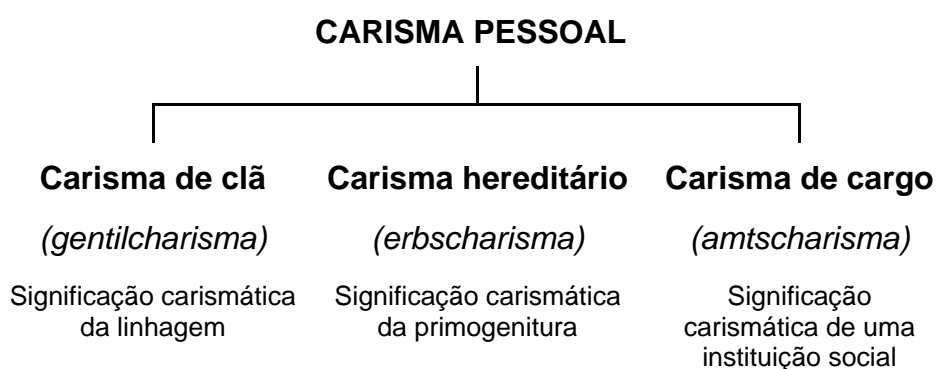 CARISMA PESSOAL
Carisma de clã
(gentilcharisma)
Significação carismática
da linhagem
Carisma hereditário
(erbscharisma)
Significação carismática
da primogenitura
Carisma de cargo
(amtscharisma)
Significação
carismática de uma
instituição social